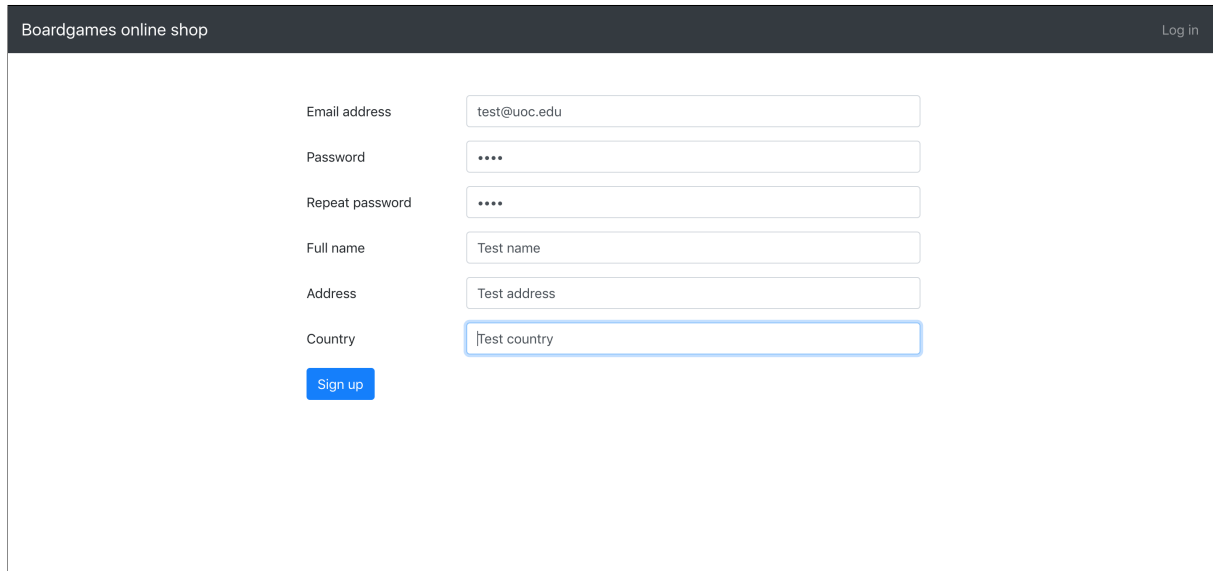 Boardgames online shop Log in
Email address test@uoc.edu
Password ••••
Repeat password ••••
Full name Test name
Address Test address
Country Test country
Sign up